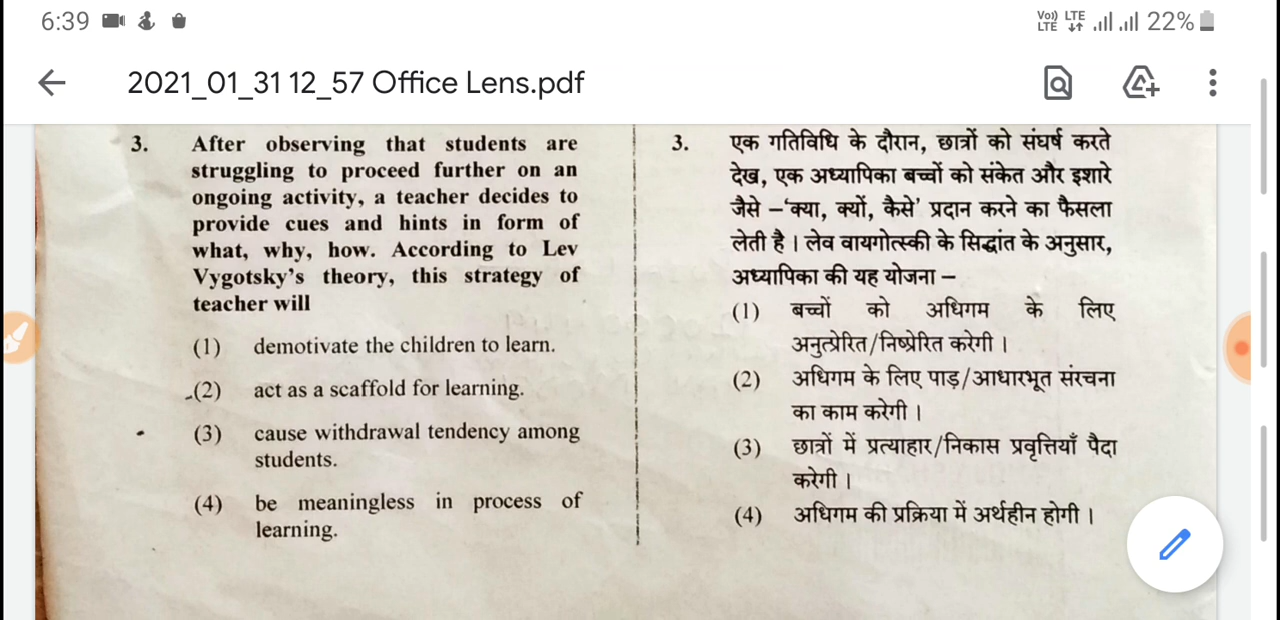 6:39
Vo)) LTE LTE 22%
2021_01_31 12_57 Office Lens.pdf
3. After observing that students are
struggling to proceed further on an
ongoing activity, a teacher decides to
provide cues and hints in form of
what, why, how. According to Lev
Vygotsky's theory, this strategy of
teacher will
(1) demotivate the children to learn.
(2) act as a scaffold for learning.
(3) cause withdrawal tendency among
students.
(4) be meaningless in process of
learning.
3. एक गतिविधि के दौरान, छात्रों को संघर्ष करते
देख, एक अध्यापिका बच्चों को संकेत और इशारे
जैसे –‘क्या, क्यों, कैसे’ प्रदान करने का फैसला
लेती है । लेव वायगोत्स्की के सिद्धांत के अनुसार,
अध्यापिका की यह योजना –
(1) बच्चों को अधिगम के लिए
अनुत्प्रेरित/निष्प्रेरित करेगी ।
(2) अधिगम के लिए पाड़/आधारभूत संरचना
का काम करेगी ।
(3) छात्रों में प्रत्याहार/निकास प्रवृत्तियाँ पैदा
करेगी ।
(4) अधिगम की प्रक्रिया में अर्थहीन होगी ।